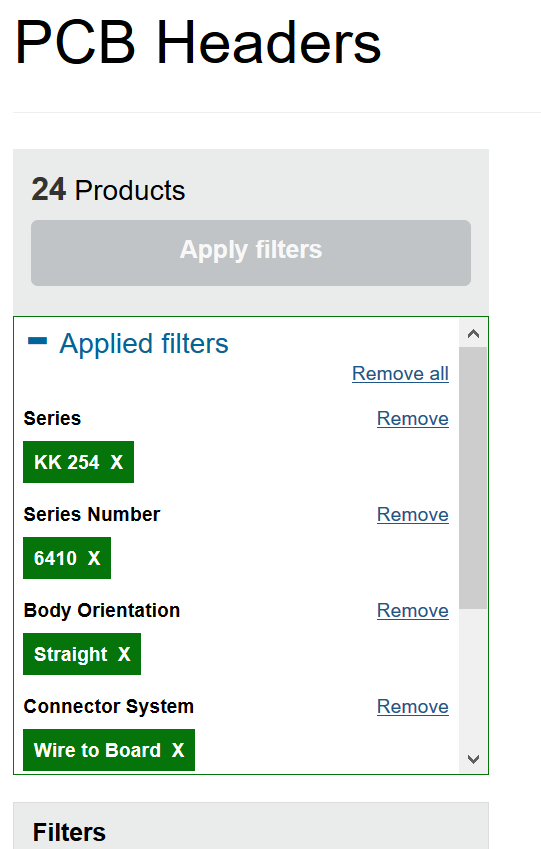 PCB Headers
24 Products
Apply filters
Applied filters
Remove all
Series Remove
KK 254 X
Series Number Remove
6410 X
Body Orientation Remove
Straight X
Connector System Remove
Wire to Board X
Filters